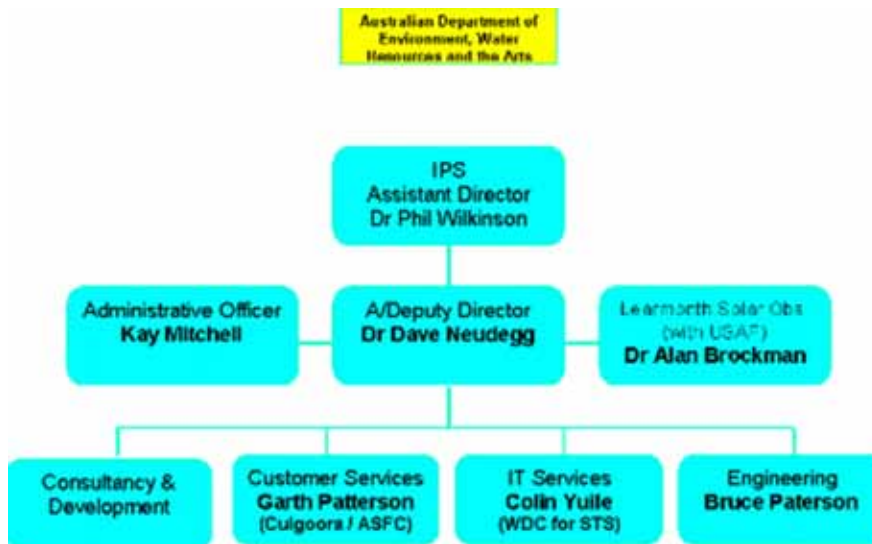 Australian Department of
Environment, Water
Resources and the Arts
IPS
Assistant Director
Dr Phil Wilkinson
Administrative Officer
Kay Mitchell
A/Deputy Director
Dr Dave Neudegg
Learmonth Solar Obs
(with USAF)
Dr Alan Brockman
Consultancy &
Development
Customer Services
Garth Patterson
(Culgoora / ASFC)
IT Services
Colin Yuile
(WDC for STS)
Engineering
Bruce Paterson